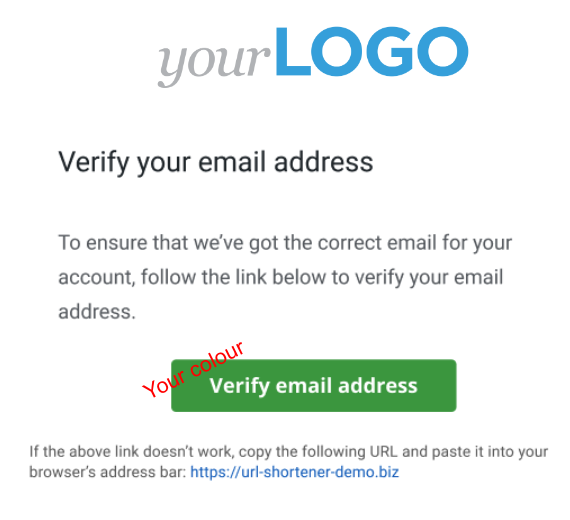 yourLOGO
Verify your email address
To ensure that we've got the correct email for your
account, follow the link below to verify your email
address.
Your colour
Verify email address
If the above link doesn't work, copy the following URL and paste it into your
browser's address bar: https://url-shortener-demo.biz